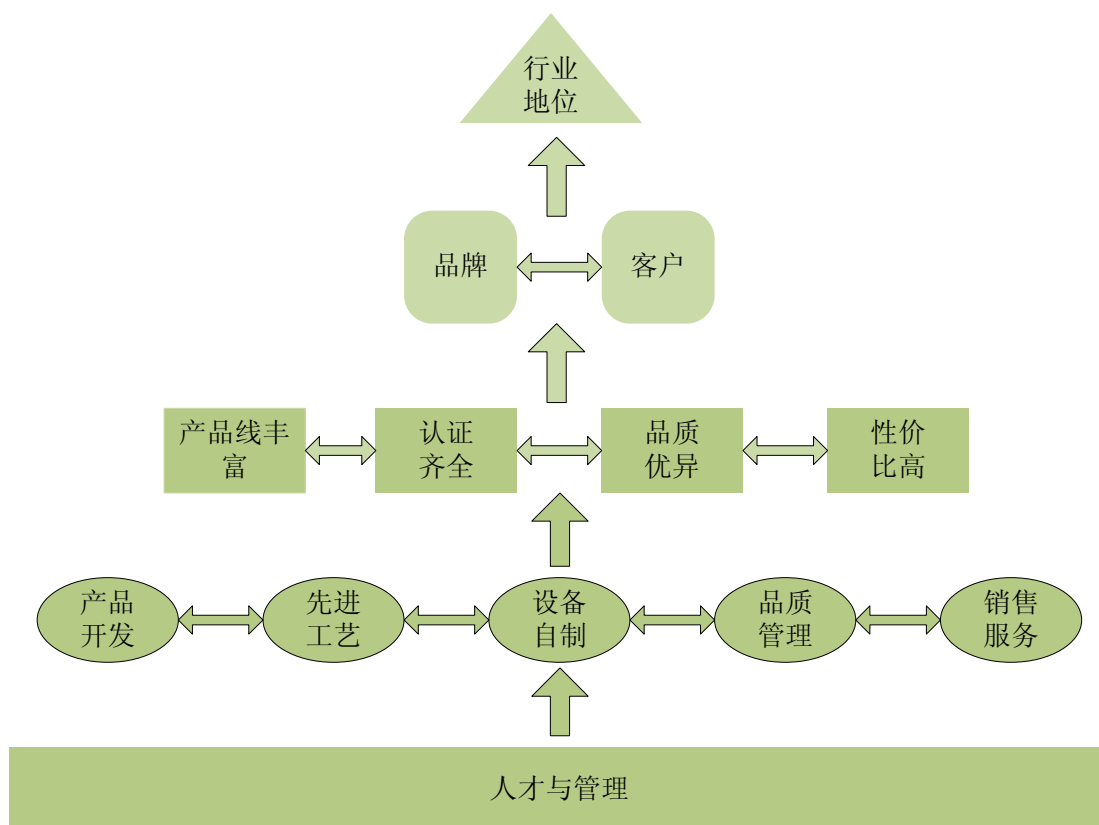 行业
地位
品牌
客户
产品线丰
富
认证
齐全
品质
优异
性价
比高
产品
开发
先进
工艺
设备
自制
品质
管理
销售
服务
人才与管理